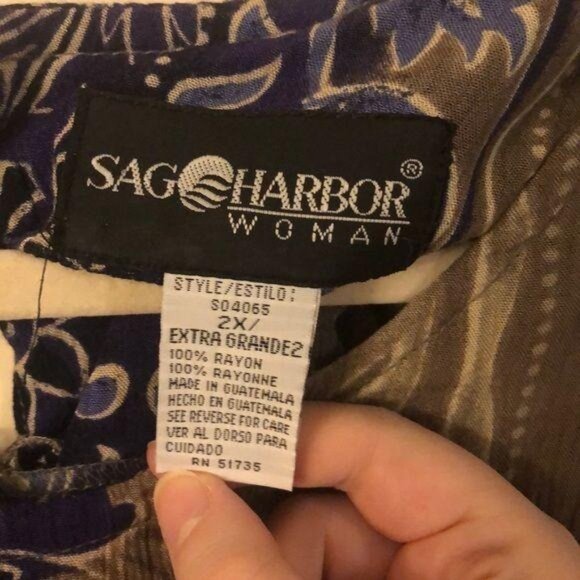 SAG HARBOR®
WOMAN
STYLE/ESTILO:
S04065
2X/
EXTRA GRANDE2
100% RAYON
100% RAYONNE
MADE IN GUATEMALA
HECHO EN GUATEMALA
SEE REVERSE FOR CARE
VER AL DORSO PARA
CUIDADO
RN 51735